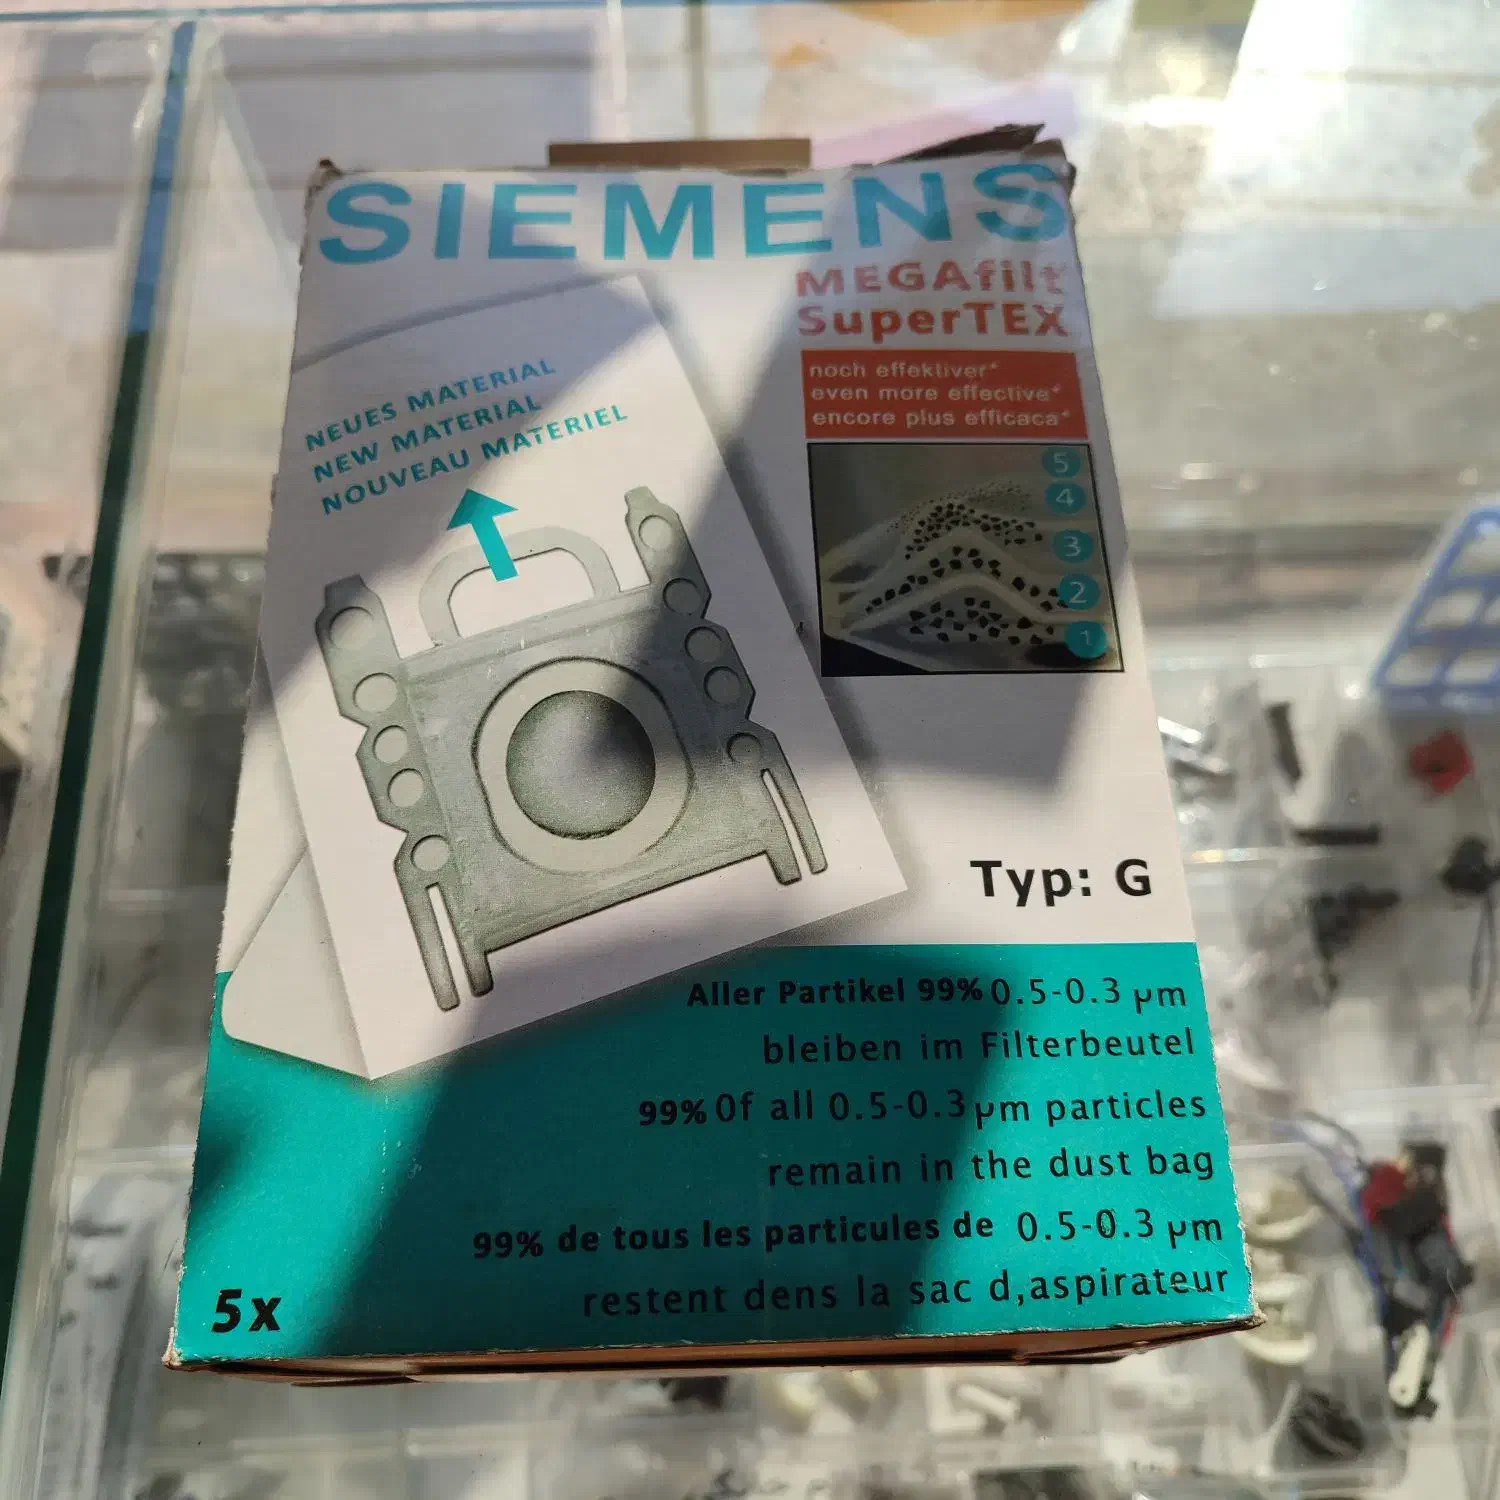 SIEMENS
MEGAfilt
SuperTEX
noch effektiver*
even more effective*
encore plus efficaca*
NEUES MATERIAL
NEW MATERIAL
NOUVEAU MATERIEL
5
4
3
2
1
Typ: G
Aller Partikel 99% 0.5-0.3 µm
bleiben im Filterbeutel
99% Of all 0.5-0.3 µm particles
remain in the dust bag
99% de tous les particules de 0.5-0.3 µm
restent dens la sac d,aspirateur
5x